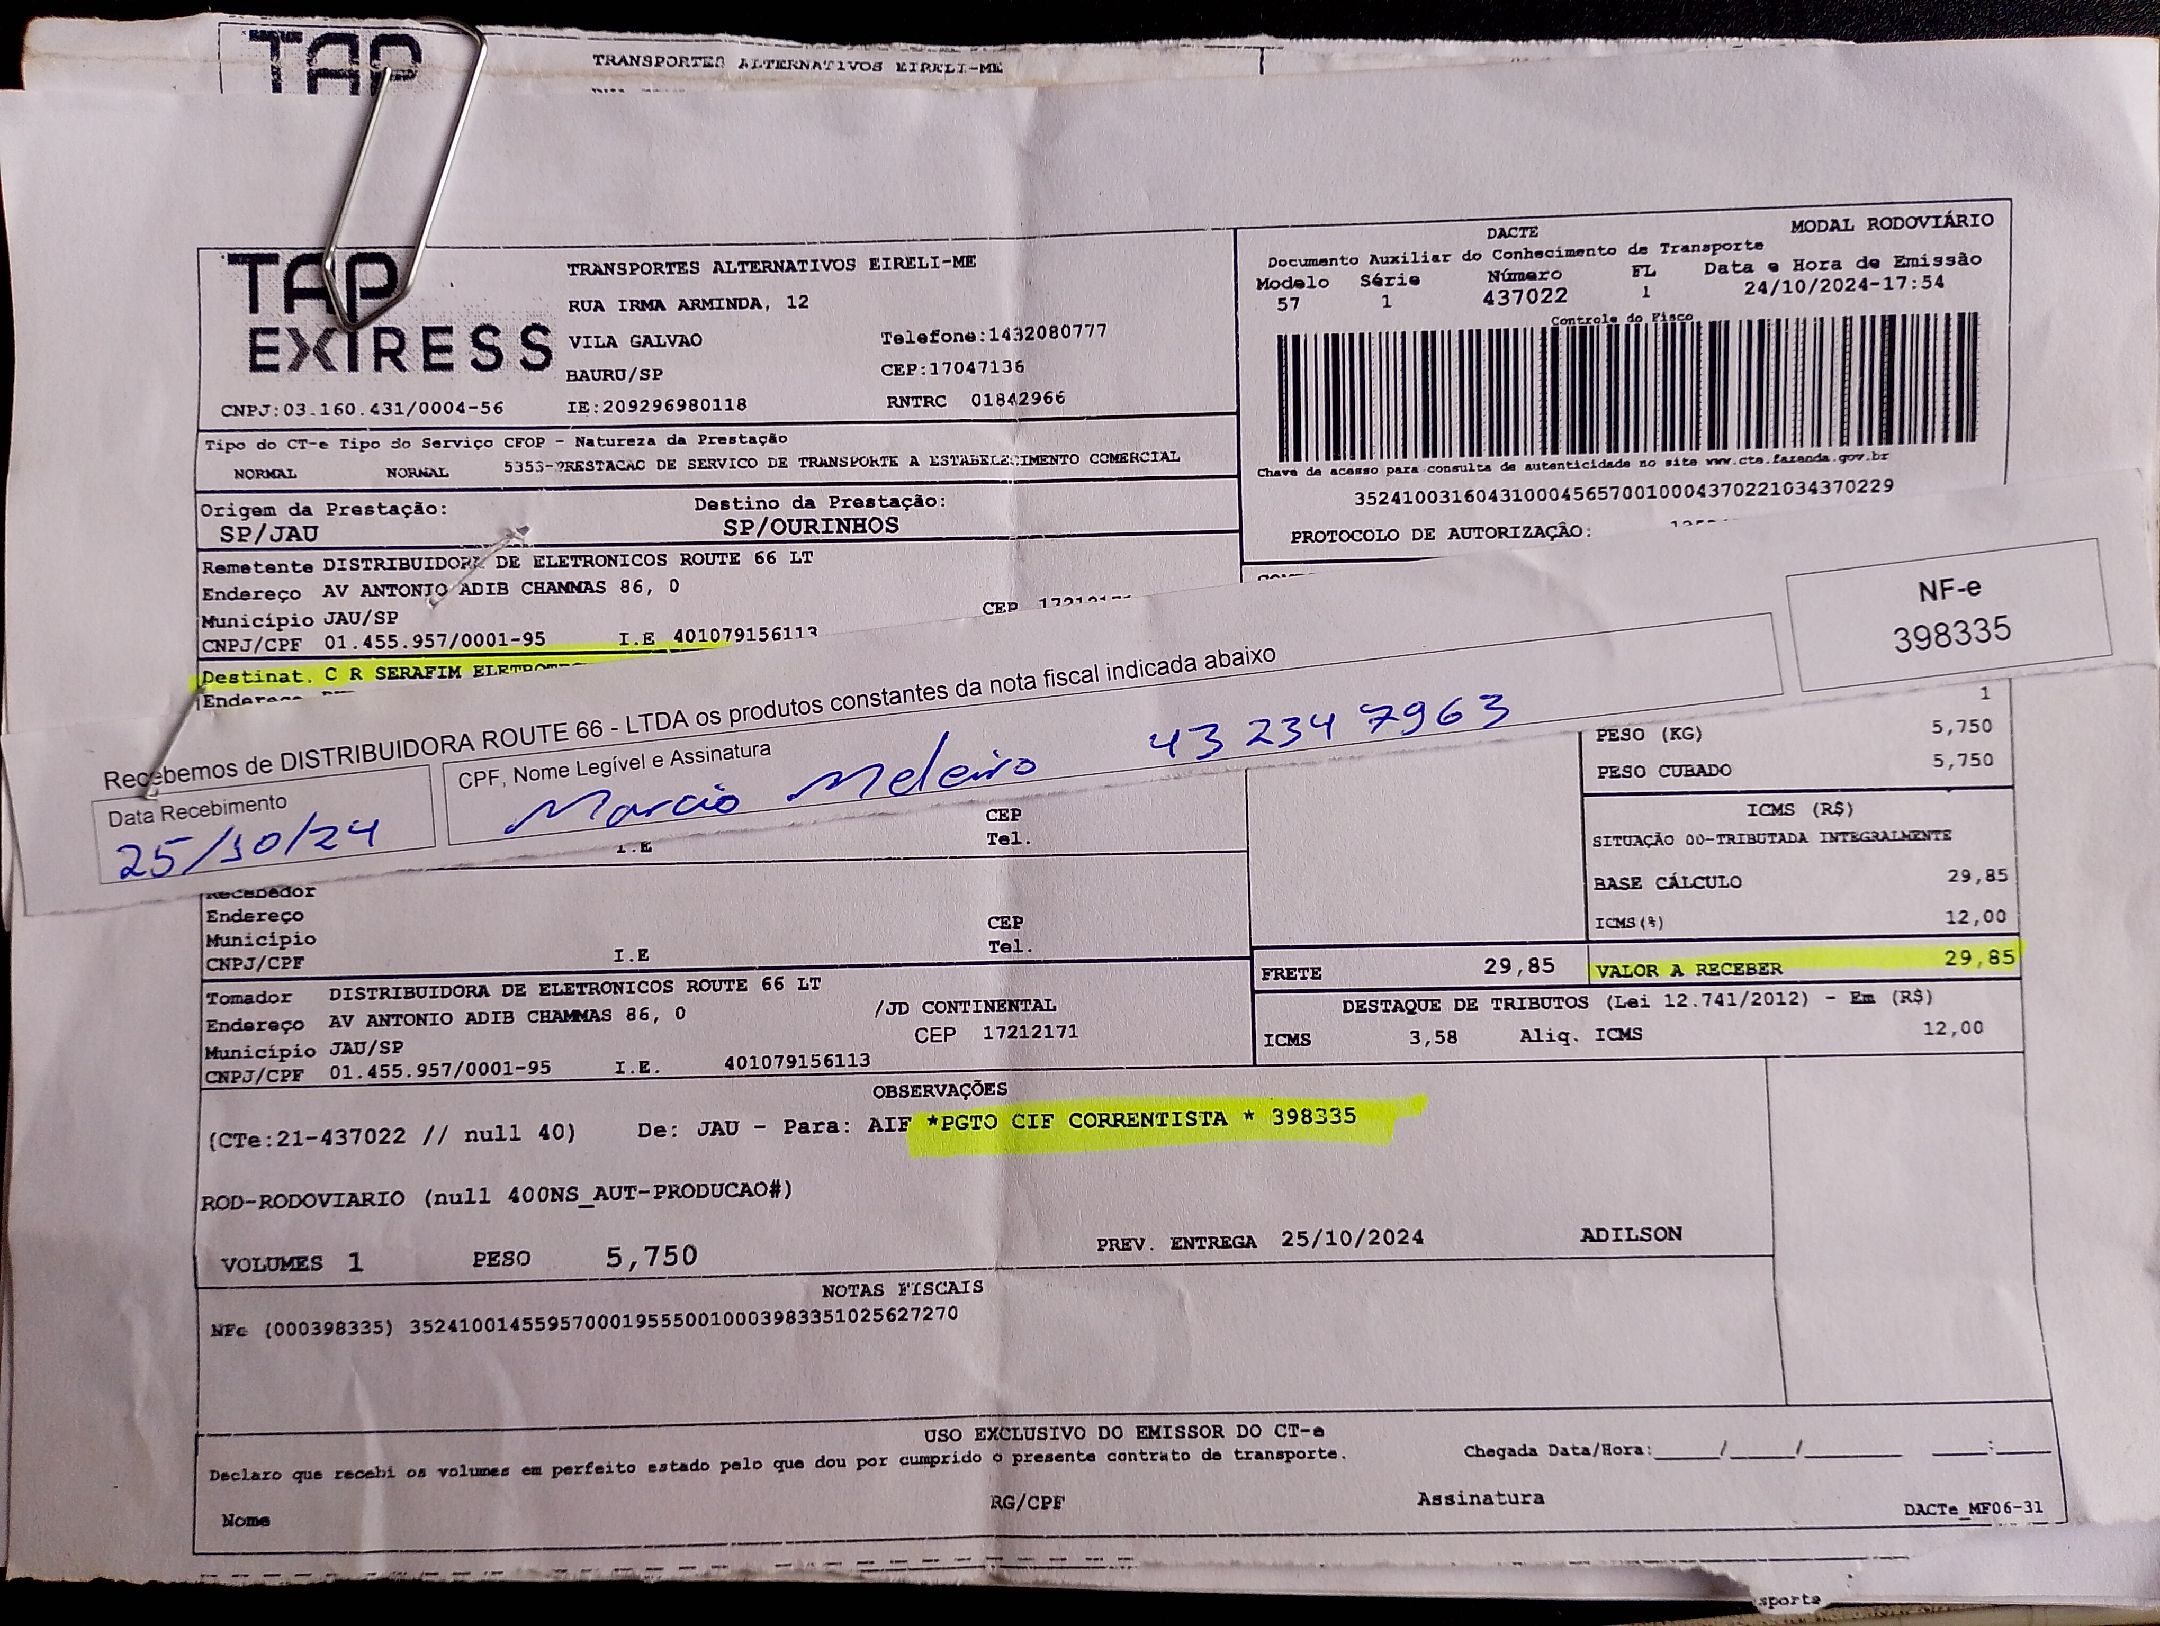 TAP
TRANSPORTES ALTERNATIVOS EIRELI-ME
TAP
EXPRESS
TRANSPORTES ALTERNATIVOS EIRELI-ME
RUA IRMA ARMINDA, 12
VILA GALVAO
Telefone:1432080777
BAURU/SP
CEP:17047136
CNPJ:03.160.431/0004-56
IE:209296980118
RNTRC 01842966
DACTE
MODAL RODOVIÁRIO
Documento Auxiliar do Conhecimento de Transporte
Modelo Série Número FL Data e Hora de Emissão
57 1 437022 1 24/10/2024-17:54
Controle do Fisco
Chave de acesso para consulta de autenticidade no site www.cte.fazenda.gov.br
35241003160431000456570010004370221034370229
PROTOCOLO DE AUTORIZAÇÃO:
Tipo do CT-e Tipo do Serviço CFOP - Natureza da Prestação
NORMAL NORMAL 5353-PRESTACAO DE SERVICO DE TRANSPORTE A ESTABELECIMENTO COMERCIAL
Origem da Prestação: Destino da Prestação:
SP/JAU SP/OURINHOS
Remetente DISTRIBUIDORA DE ELETRONICOS ROUTE 66 LT
Endereço AV ANTONIO ADIB CHAMMAS 86, 0
Município JAU/SP CEP
CNPJ/CPF 01.455.957/0001-95 I.E 401079156113
Destinat. C R SERAFIM
Endereço
NF-e
398335
Recebemos de DISTRIBUIDORA ROUTE 66 - LTDA os produtos constantes da nota fiscal indicada abaixo
Data Recebimento
25/10/24
CPF, Nome Legível e Assinatura
Marcio Meleiro 43 234 7963
1
PESO (KG) 5,750
PESO CUBADO 5,750
ICMS (R$)
SITUAÇÃO 00-TRIBUTADA INTEGRALMENTE
BASE CÁLCULO 29,85
ICMS(%) 12,00
CEP
Tel.
I.E
Recebedor
Endereço CEP
Município Tel.
CNPJ/CPF I.E
FRETE 29,85 VALOR A RECEBER 29,85
DESTAQUE DE TRIBUTOS (Lei 12.741/2012) - Em (R$)
ICMS 3,58 Aliq. ICMS 12,00
Tomador DISTRIBUIDORA DE ELETRONICOS ROUTE 66 LT
Endereço AV ANTONIO ADIB CHAMMAS 86, 0 /JD CONTINENTAL
Município JAU/SP CEP 17212171
CNPJ/CPF 01.455.957/0001-95 I.E. 401079156113
OBSERVAÇÕES
(CTe:21-437022 // null 40) De: JAU - Para: AIF *PGTO CIF CORRENTISTA * 398335
ROD-RODOVIARIO (null 400NS_AUT-PRODUCAO#)
VOLUMES 1 PESO 5,750 PREV. ENTREGA 25/10/2024 ADILSON
NOTAS FISCAIS
NFe (000398335) 35241001455957000195550010003983351025627270
USO EXCLUSIVO DO EMISSOR DO CT-e
Declaro que recebi os volumes em perfeito estado pelo que dou por cumprido o presente contrato de transporte.
Chegada Data/Hora:____/____/______ ____:____
Nome RG/CPF Assinatura
DACTe_MF06-31
sporte